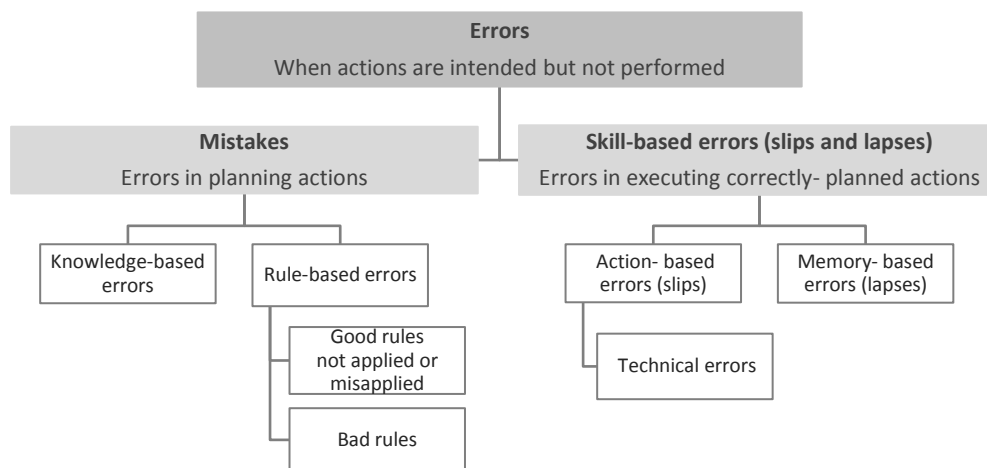 Errors
When actions are intended but not performed
Mistakes
Errors in planning actions
Skill-based errors (slips and lapses)
Errors in executing correctly- planned actions
Knowledge-based
errors
Rule-based errors
Good rules
not applied or
misapplied
Bad rules
Action- based
errors (slips)
Technical errors
Memory- based
errors (lapses)